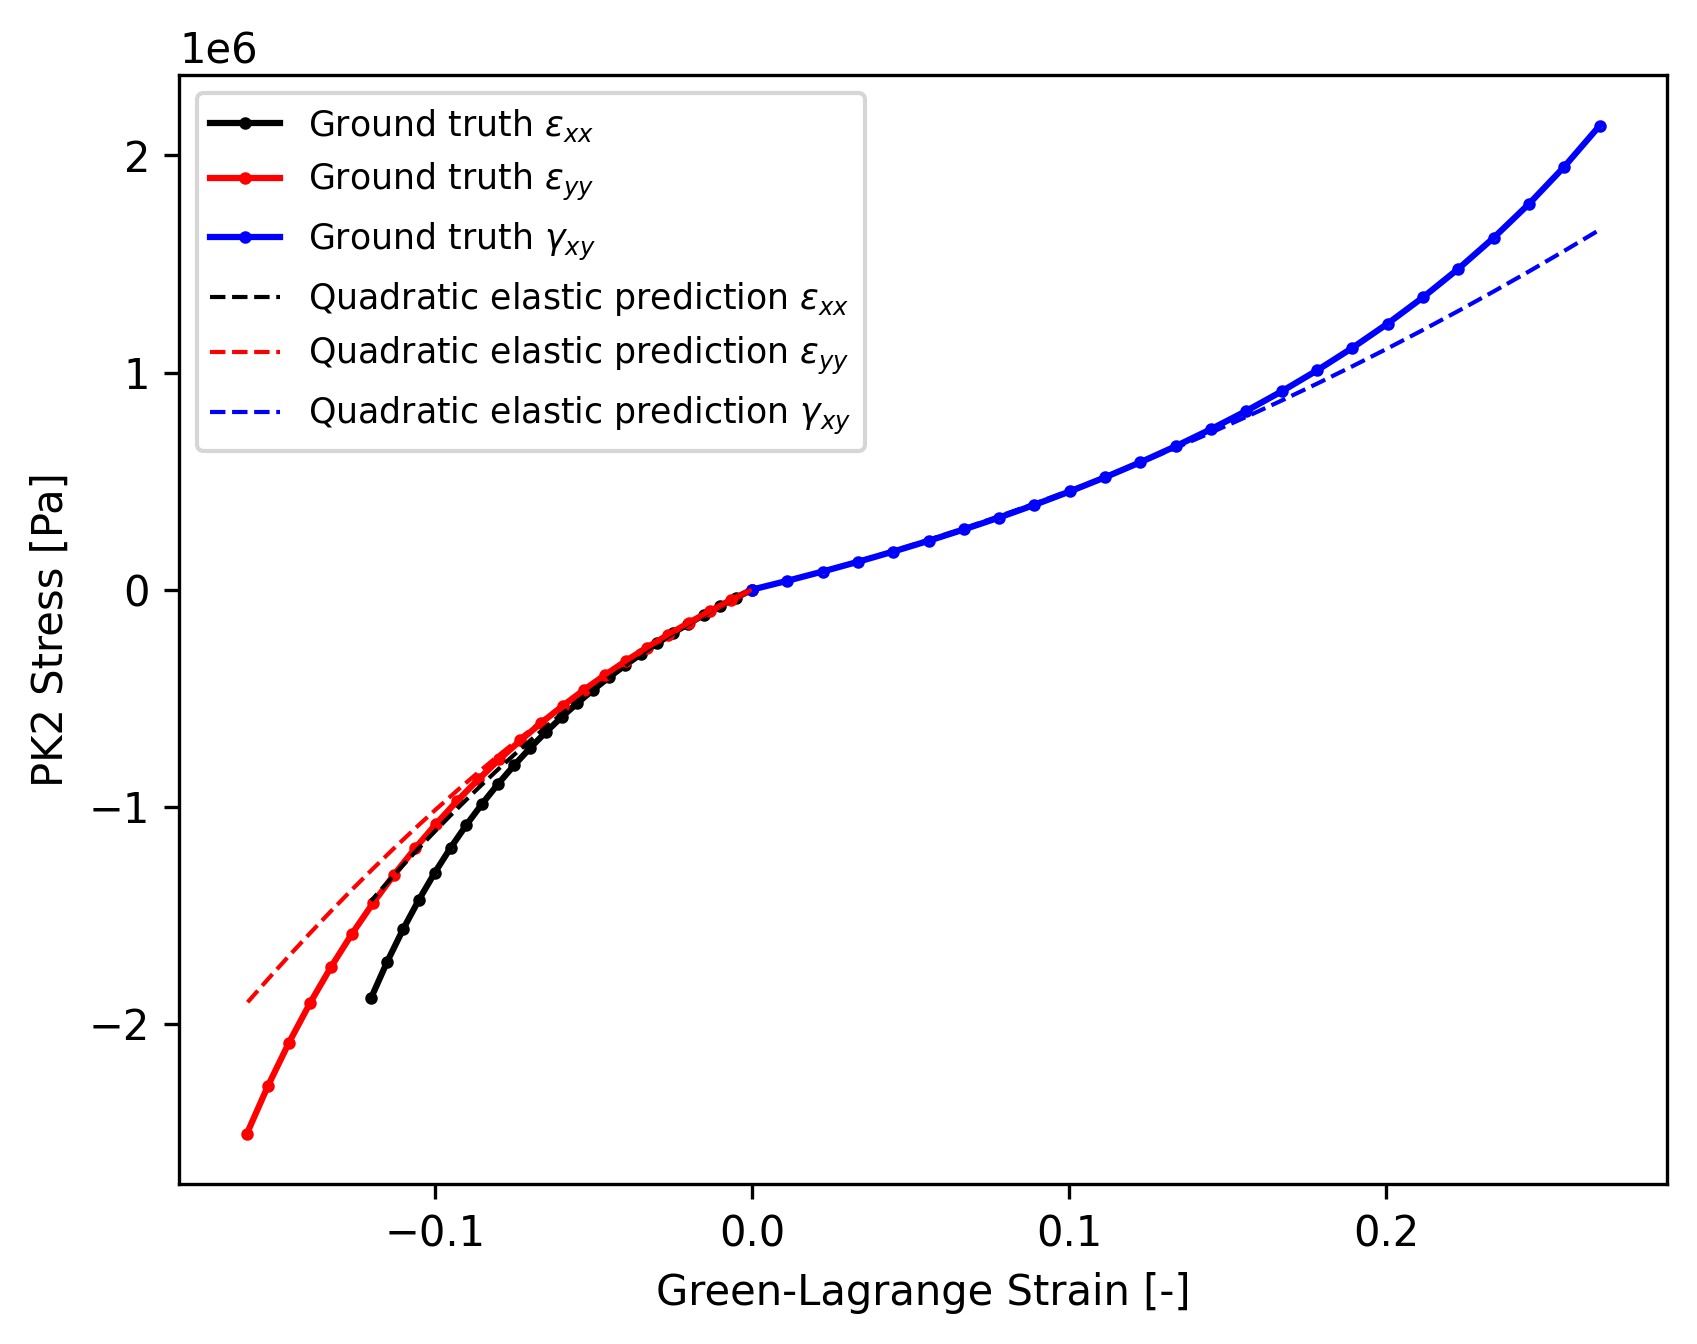 1e6
Ground truth εxx
Ground truth εyy
Ground truth γxy
Quadratic elastic prediction εxx
Quadratic elastic prediction εyy
Quadratic elastic prediction γxy
2
1
0
−1
−2
PK2 Stress [Pa]
−0.1 0.0 0.1 0.2
Green-Lagrange Strain [-]